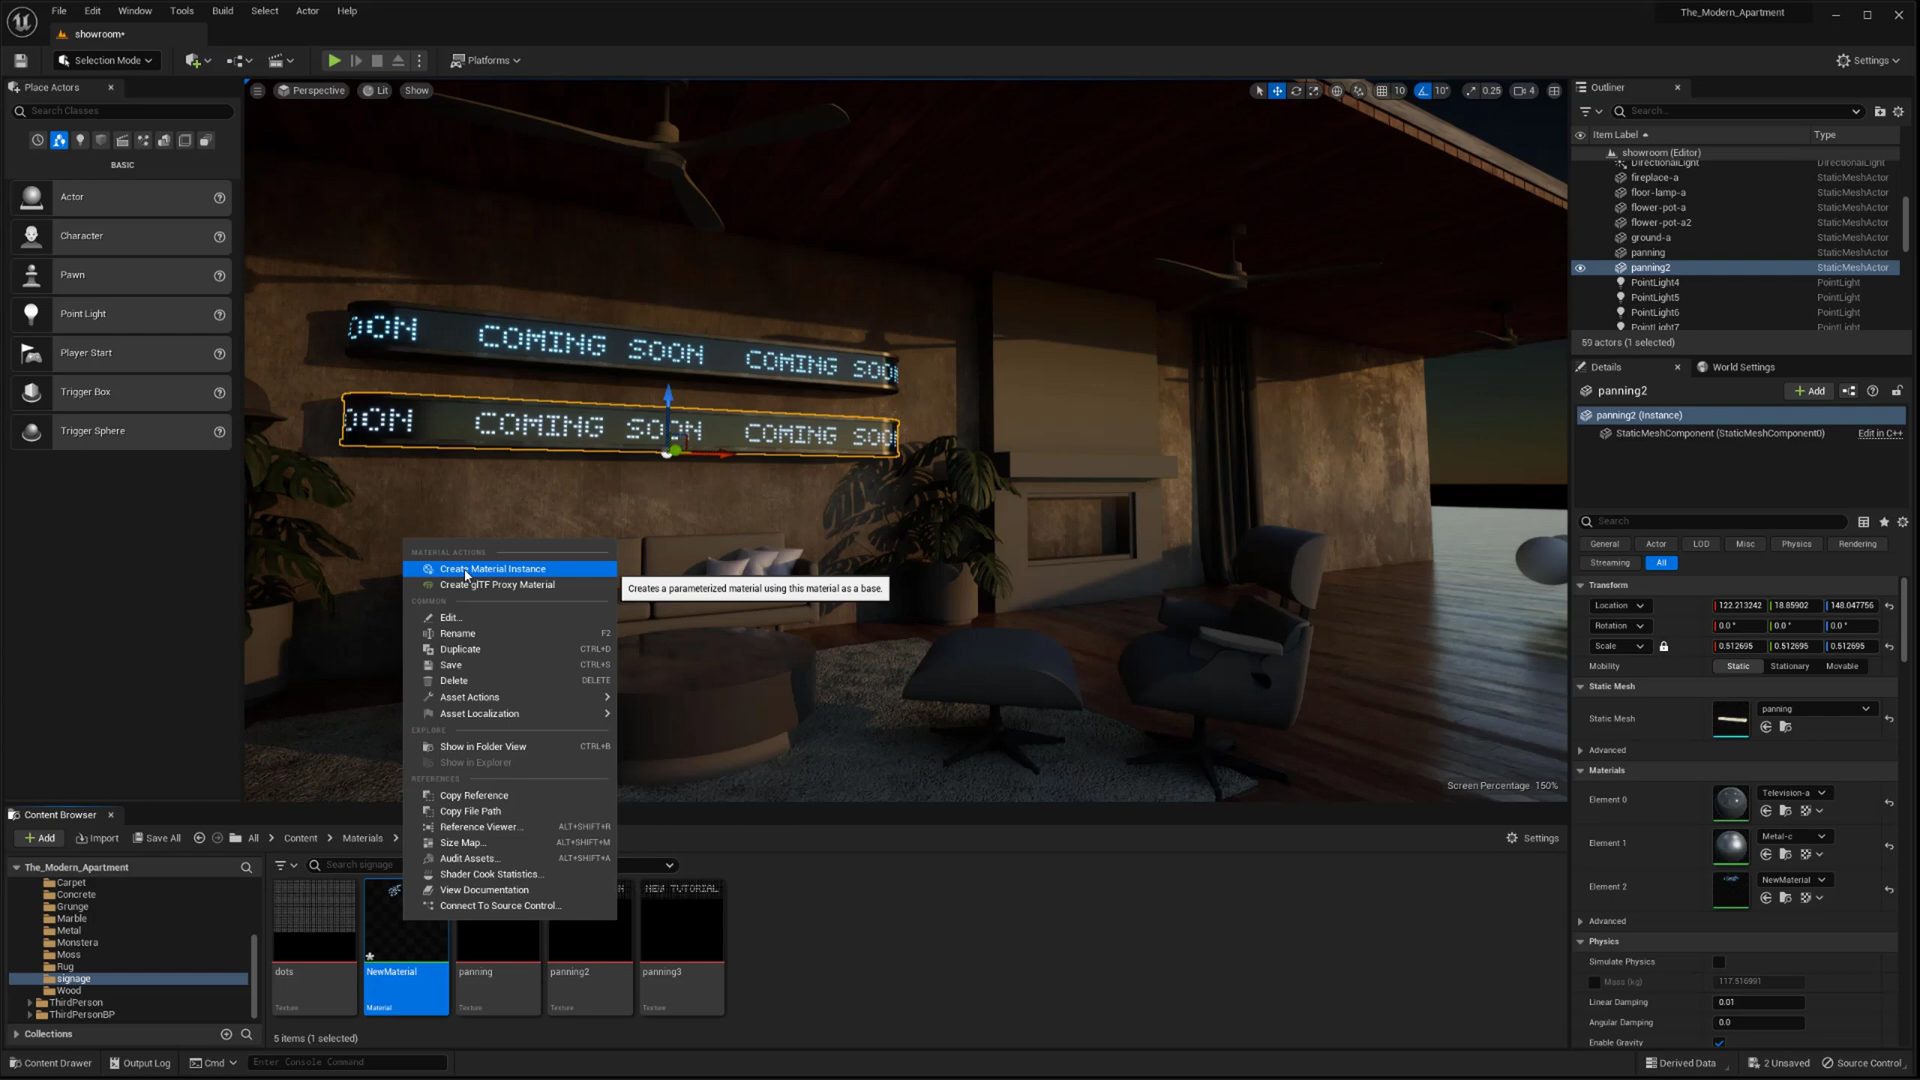 File Edit Window Tools Build Select Actor Help
The_Modern_Apartment
showroom•
Selection Mode
Platforms
Settings
Place Actors
Search Classes
BASIC
Actor
Character
Pawn
Point Light
Player Start
Trigger Box
Trigger Sphere
Perspective Lit Show
10 10° 0.25 4
OON COMING SOON COMING SOON
OON COMING SOON COMING SOO
Screen Percentage 150%
MATERIAL ACTIONS
Create Material Instance
Create glTF Proxy Material
Creates a parameterized material using this material as a base.
COMMON
Edit...
Rename F2
Duplicate CTRL+D
Save CTRL+S
Delete DELETE
Asset Actions
Asset Localization
EXPLORE
Show in Folder View CTRL+B
Show in Explorer
REFERENCES
Copy Reference
Copy File Path
Reference Viewer... ALT+SHIFT+R
Size Map... ALT+SHIFT+M
Audit Assets... ALT+SHIFT+A
Shader Cook Statistics...
View Documentation
Connect To Source Control...
Outliner
Search...
Item Label Type
showroom (Editor)
DirectionalLight DirectionalLight
fireplace-a StaticMeshActor
floor-lamp-a StaticMeshActor
flower-pot-a StaticMeshActor
flower-pot-a2 StaticMeshActor
ground-a StaticMeshActor
panning StaticMeshActor
panning2 StaticMeshActor
PointLight4 PointLight
PointLight5 PointLight
PointLight6 PointLight
PointLight7 PointLight
59 actors (1 selected)
Details World Settings
panning2 Add
panning2 (Instance)
StaticMeshComponent (StaticMeshComponent0) Edit in C++
Search
General Actor LOD Misc Physics Rendering
Streaming All
Transform
Location 122.213242 18.85902 148.047756
Rotation 0.0° 0.0° 0.0°
Scale 0.512695 0.512695 0.512695
Mobility Static Stationary Movable
Static Mesh
Static Mesh panning
Advanced
Materials
Element 0 Television-a
Element 1 Metal-c
Element 2 NewMaterial
Advanced
Physics
Simulate Physics
Mass (kg) 117.516991
Linear Damping 0.01
Angular Damping 0.0
Enable Gravity
Content Browser
Add Import Save All All Content Materials Settings
The_Modern_Apartment
Search signage
Carpet
Concrete
Grunge
Marble
Metal
Monstera
Moss
Rug
signage
Wood
ThirdPerson
ThirdPersonBP
Collections
NEW TUTORIAL
dots NewMaterial panning panning2 panning3
Texture Material Texture Texture Texture
5 items (1 selected)
Content Drawer Output Log Cmd Enter Console Command Derived Data 2 Unsaved Source Control